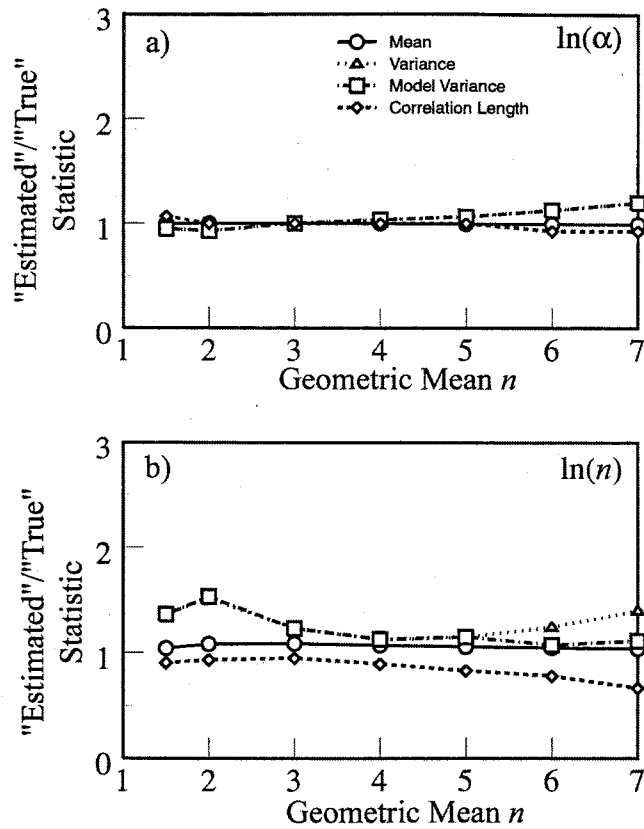 3
a)
ln(α)
Mean
Variance
Model Variance
Correlation Length
2
1
0
"Estimated"/"True"
Statistic
1 2 3 4 5 6 7
Geometric Mean n
3
b)
ln(n)
2
1
0
"Estimated"/"True"
Statistic
1 2 3 4 5 6 7
Geometric Mean n